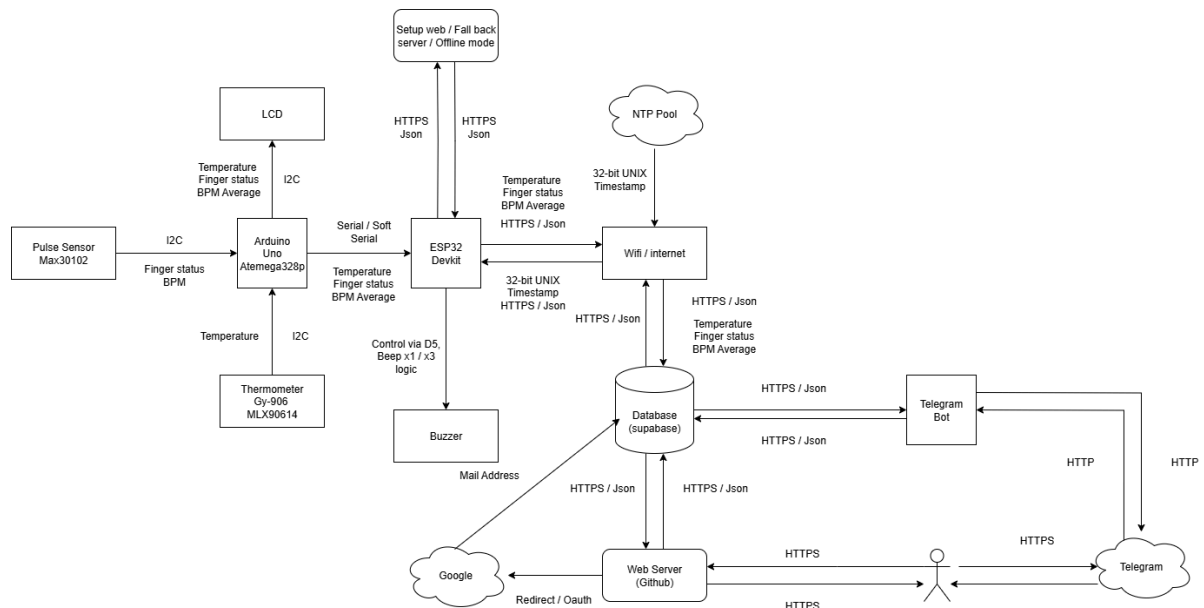 Setup web / Fall back
server / Offline mode
HTTPS
Json
HTTPS
Json
LCD
NTP Pool
Temperature
Finger status
BPM Average
I2C
32-bit UNIX
Timestamp
Temperature
Finger status
BPM Average
HTTPS / Json
Pulse Sensor
Max30102
I2C
Finger status
BPM
Arduino
Uno
Atemega328p
Serial / Soft
Serial
Temperature
Finger status
BPM Average
ESP32
Devkit
Wifi / internet
32-bit UNIX
Timestamp
HTTPS / Json
HTTPS / Json
HTTPS / Json
Temperature
Finger status
BPM Average
Temperature
I2C
Control via D5,
Beep x1 / x3
logic
Thermometer
Gy-906
MLX90614
Buzzer
Database
(supabase)
HTTPS / Json
HTTPS / Json
Telegram
Bot
Mail Address
HTTP
HTTP
HTTPS / Json
HTTPS / Json
Google
Redirect / Oauth
Web Server
(Github)
HTTPS
HTTPS
HTTPS
Telegram